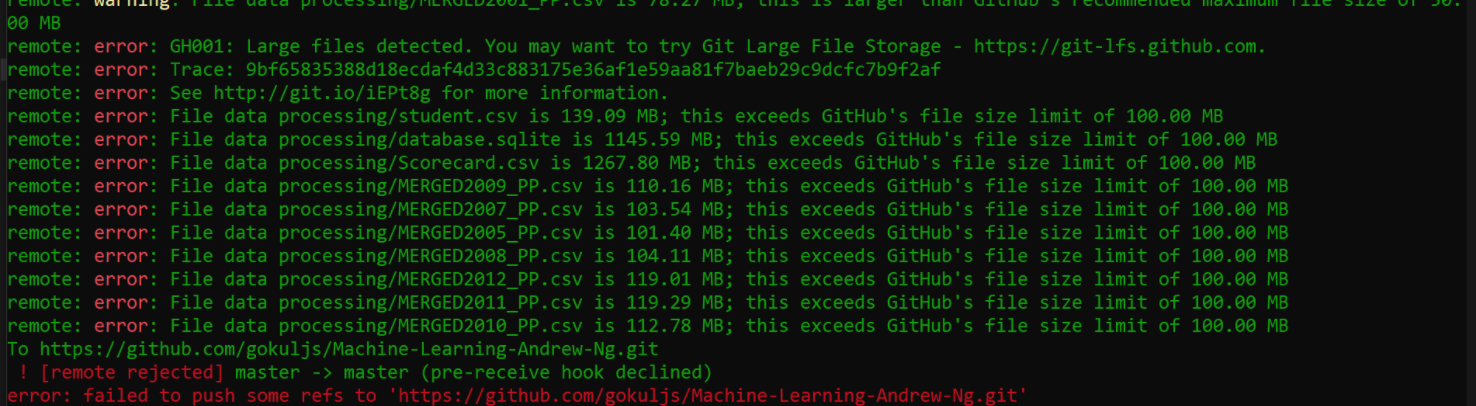 remote: warning: File data processing/MERGED2001_PP.csv is 78.27 MB; this is larger than GitHub's recommended maximum file size of 50.
00 MB
remote: error: GH001: Large files detected. You may want to try Git Large File Storage - https://git-lfs.github.com.
remote: error: Trace: 9bf65835388d18ecdaf4d33c883175e36af1e59aa81f7baeb29c9dcfc7b9f2af
remote: error: See http://git.io/iEPt8g for more information.
remote: error: File data processing/student.csv is 139.09 MB; this exceeds GitHub's file size limit of 100.00 MB
remote: error: File data processing/database.sqlite is 1145.59 MB; this exceeds GitHub's file size limit of 100.00 MB
remote: error: File data processing/Scorecard.csv is 1267.80 MB; this exceeds GitHub's file size limit of 100.00 MB
remote: error: File data processing/MERGED2009_PP.csv is 110.16 MB; this exceeds GitHub's file size limit of 100.00 MB
remote: error: File data processing/MERGED2007_PP.csv is 103.54 MB; this exceeds GitHub's file size limit of 100.00 MB
remote: error: File data processing/MERGED2005_PP.csv is 101.40 MB; this exceeds GitHub's file size limit of 100.00 MB
remote: error: File data processing/MERGED2008_PP.csv is 104.11 MB; this exceeds GitHub's file size limit of 100.00 MB
remote: error: File data processing/MERGED2012_PP.csv is 119.01 MB; this exceeds GitHub's file size limit of 100.00 MB
remote: error: File data processing/MERGED2011_PP.csv is 119.29 MB; this exceeds GitHub's file size limit of 100.00 MB
remote: error: File data processing/MERGED2010_PP.csv is 112.78 MB; this exceeds GitHub's file size limit of 100.00 MB
To https://github.com/gokuljs/Machine-Learning-Andrew-Ng.git
 ! [remote rejected] master -> master (pre-receive hook declined)
error: failed to push some refs to 'https://github.com/gokuljs/Machine-Learning-Andrew-Ng.git'